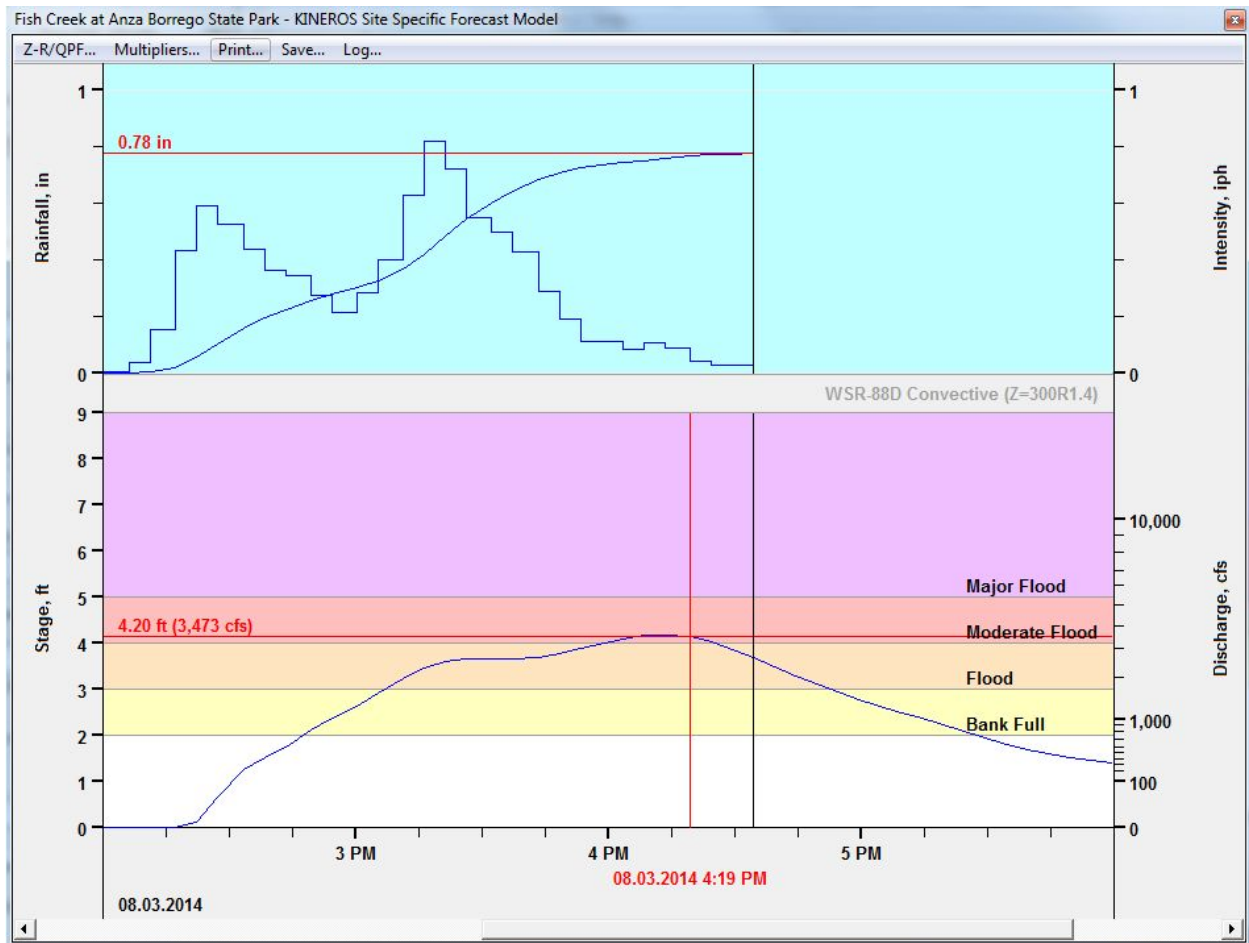 Fish Creek at Anza Borrego State Park - KINEROS Site Specific Forecast Model
Z-R/QPF... Multipliers... Print... Save... Log...
1
0.78 in
Rainfall, in
0
1
Intensity, iph
0
WSR-88D Convective (Z=300R1.4)
9
8
7
6
5
4
3
2
1
0
Stage, ft
4.20 ft (3,473 cfs)
Major Flood
Moderate Flood
Flood
Bank Full
10,000
1,000
100
0
Discharge, cfs
3 PM 4 PM 5 PM
08.03.2014 4:19 PM
08.03.2014